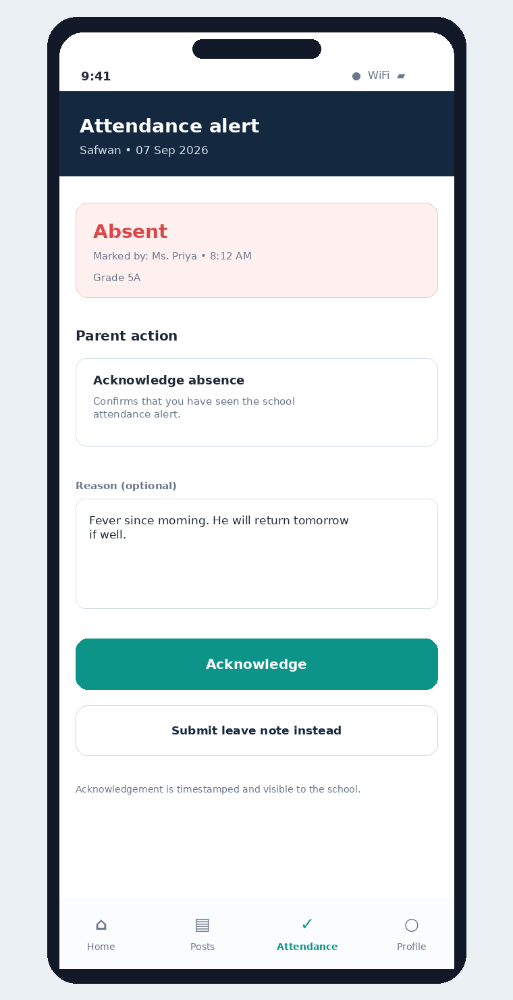 9:41
WiFi
Attendance alert
Safwan • 07 Sep 2026
Absent
Marked by: Ms. Priya • 8:12 AM
Grade 5A
Parent action
Acknowledge absence
Confirms that you have seen the school
attendance alert.
Reason (optional)
Fever since morning. He will return tomorrow
if well.
Acknowledge
Submit leave note instead
Acknowledgement is timestamped and visible to the school.
Home Posts Attendance Profile